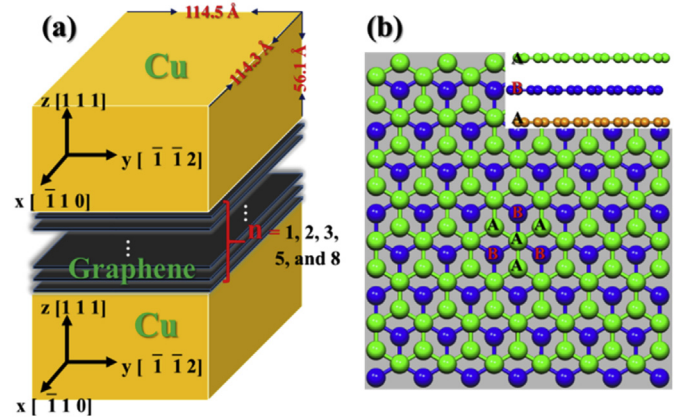 (a)
114.5 Å
Cu
114.3 Å
56.1 Å
z [1 1 1]
y [ 1̄ 1̄ 2]
x [ 1̄ 1 0]
n = 1, 2, 3,
5, and 8
Graphene
z [1 1 1]
Cu
y [ 1̄ 1̄ 2]
x [ 1̄ 1 0]
(b)
A
B
A
B
A A
A
B B
A